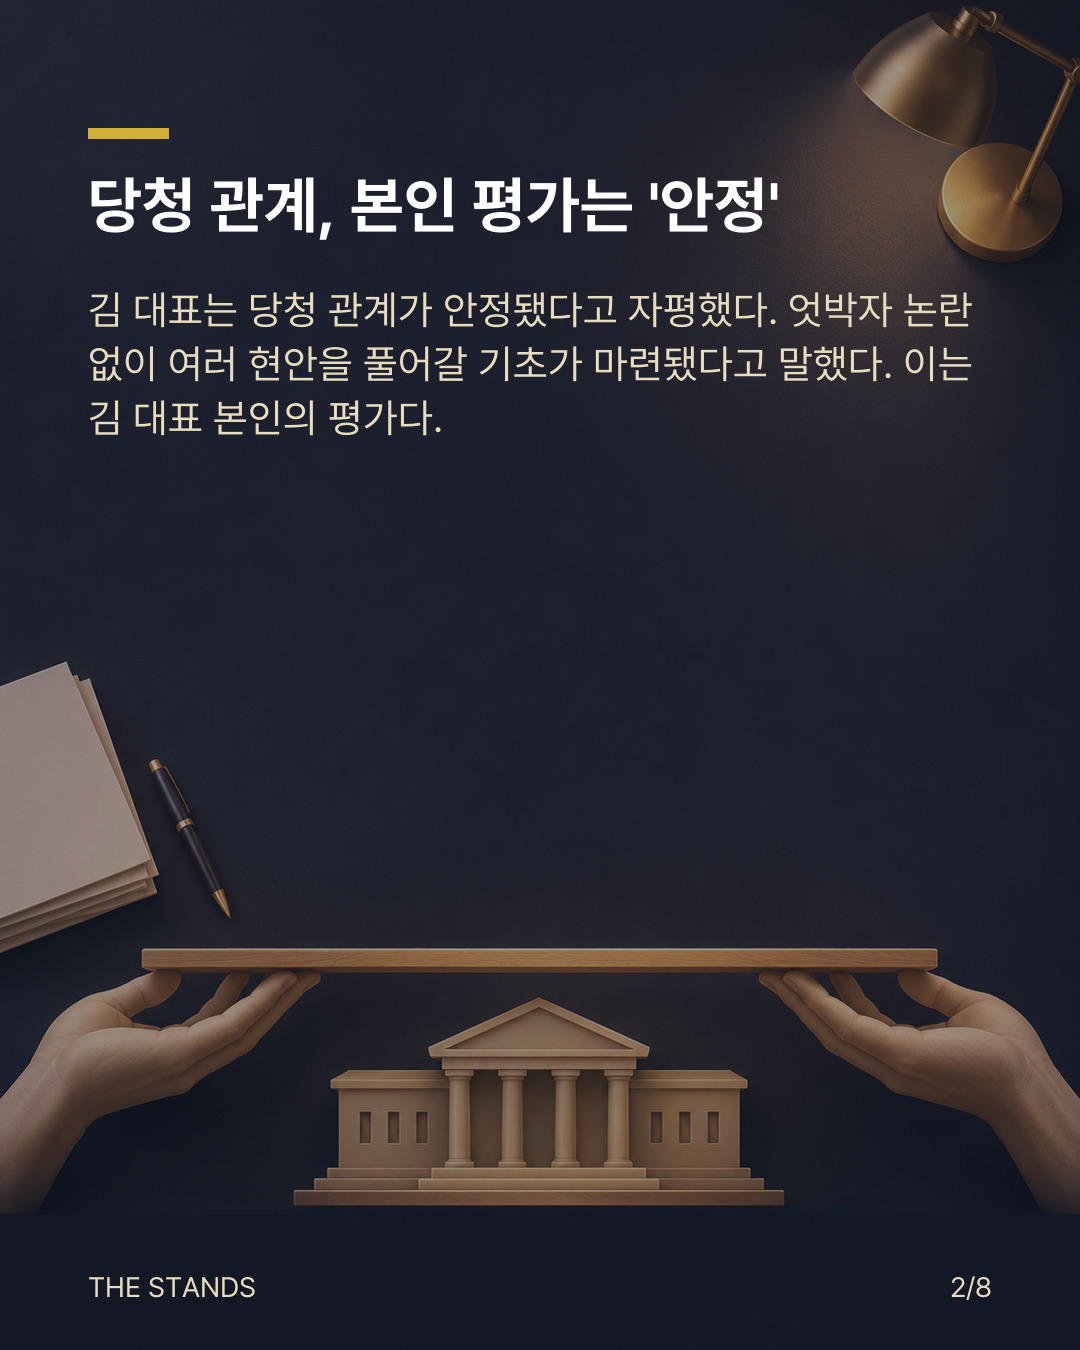 당청 관계, 본인 평가는 '안정'
김 대표는 당청 관계가 안정됐다고 자평했다. 엇박자 논란
없이 여러 현안을 풀어갈 기초가 마련됐다고 말했다. 이는
김 대표 본인의 평가다.
THE STANDS
2/8